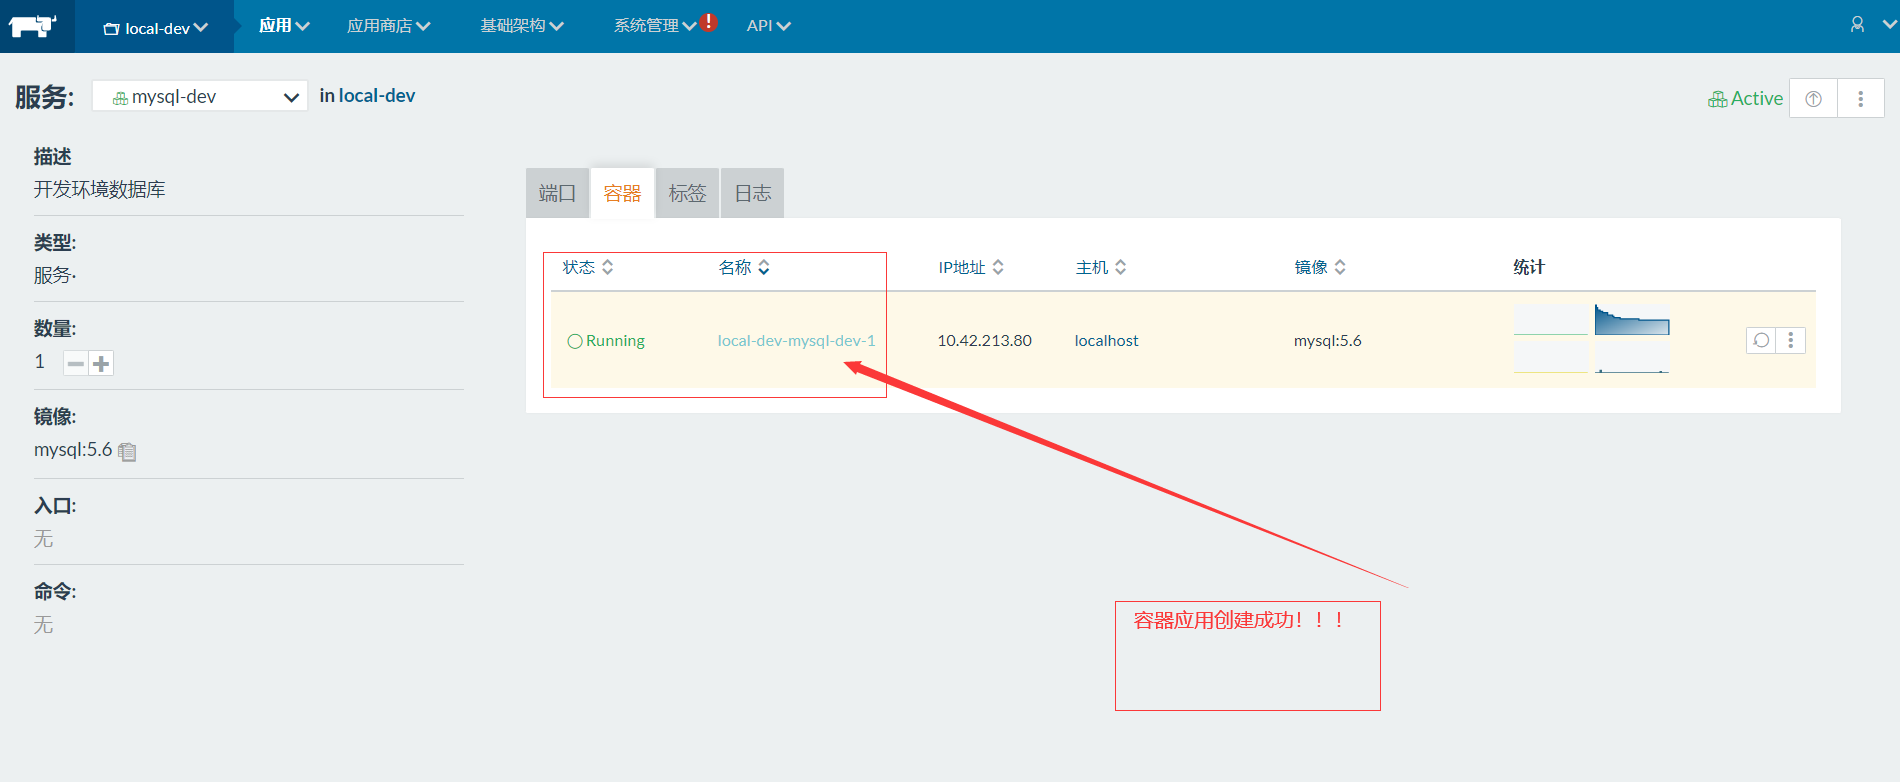 local-dev 应用 应用商店 基础架构 系统管理 ! API
服务: mysql-dev in local-dev Active
描述
开发环境数据库
类型:
服务·
数量:
1
镜像:
mysql:5.6
入口:
无
命令:
无
端口 容器 标签 日志
状态 名称 IP地址 主机 镜像 统计
Running local-dev-mysql-dev-1 10.42.213.80 localhost mysql:5.6
容器应用创建成功！！！